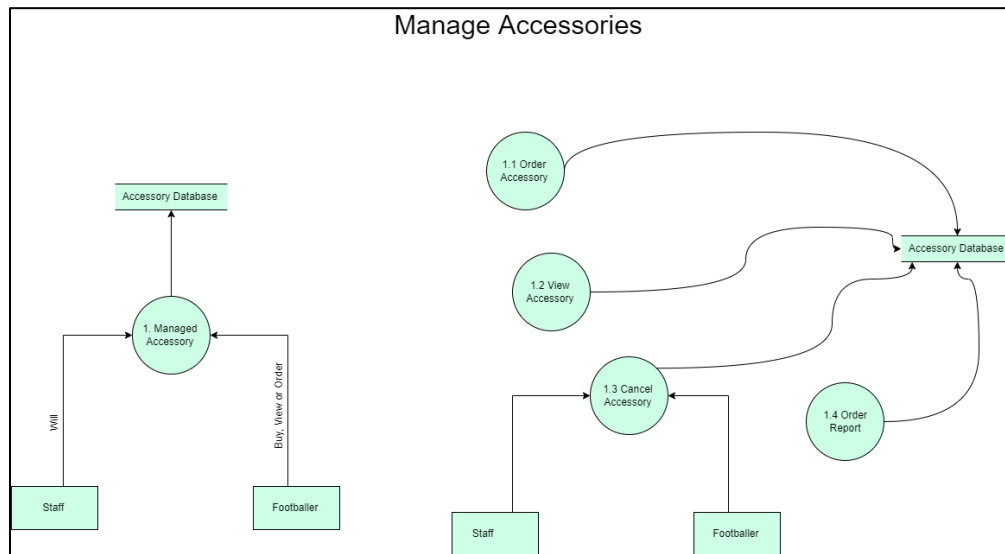 Manage Accessories
Accessory Database
1. Managed
Accessory
Will
Buy, View or Order
Staff
Footballer
1.1 Order
Accessory
Accessory Database
1.2 View
Accessory
1.3 Cancel
Accessory
1.4 Order
Report
Staff
Footballer